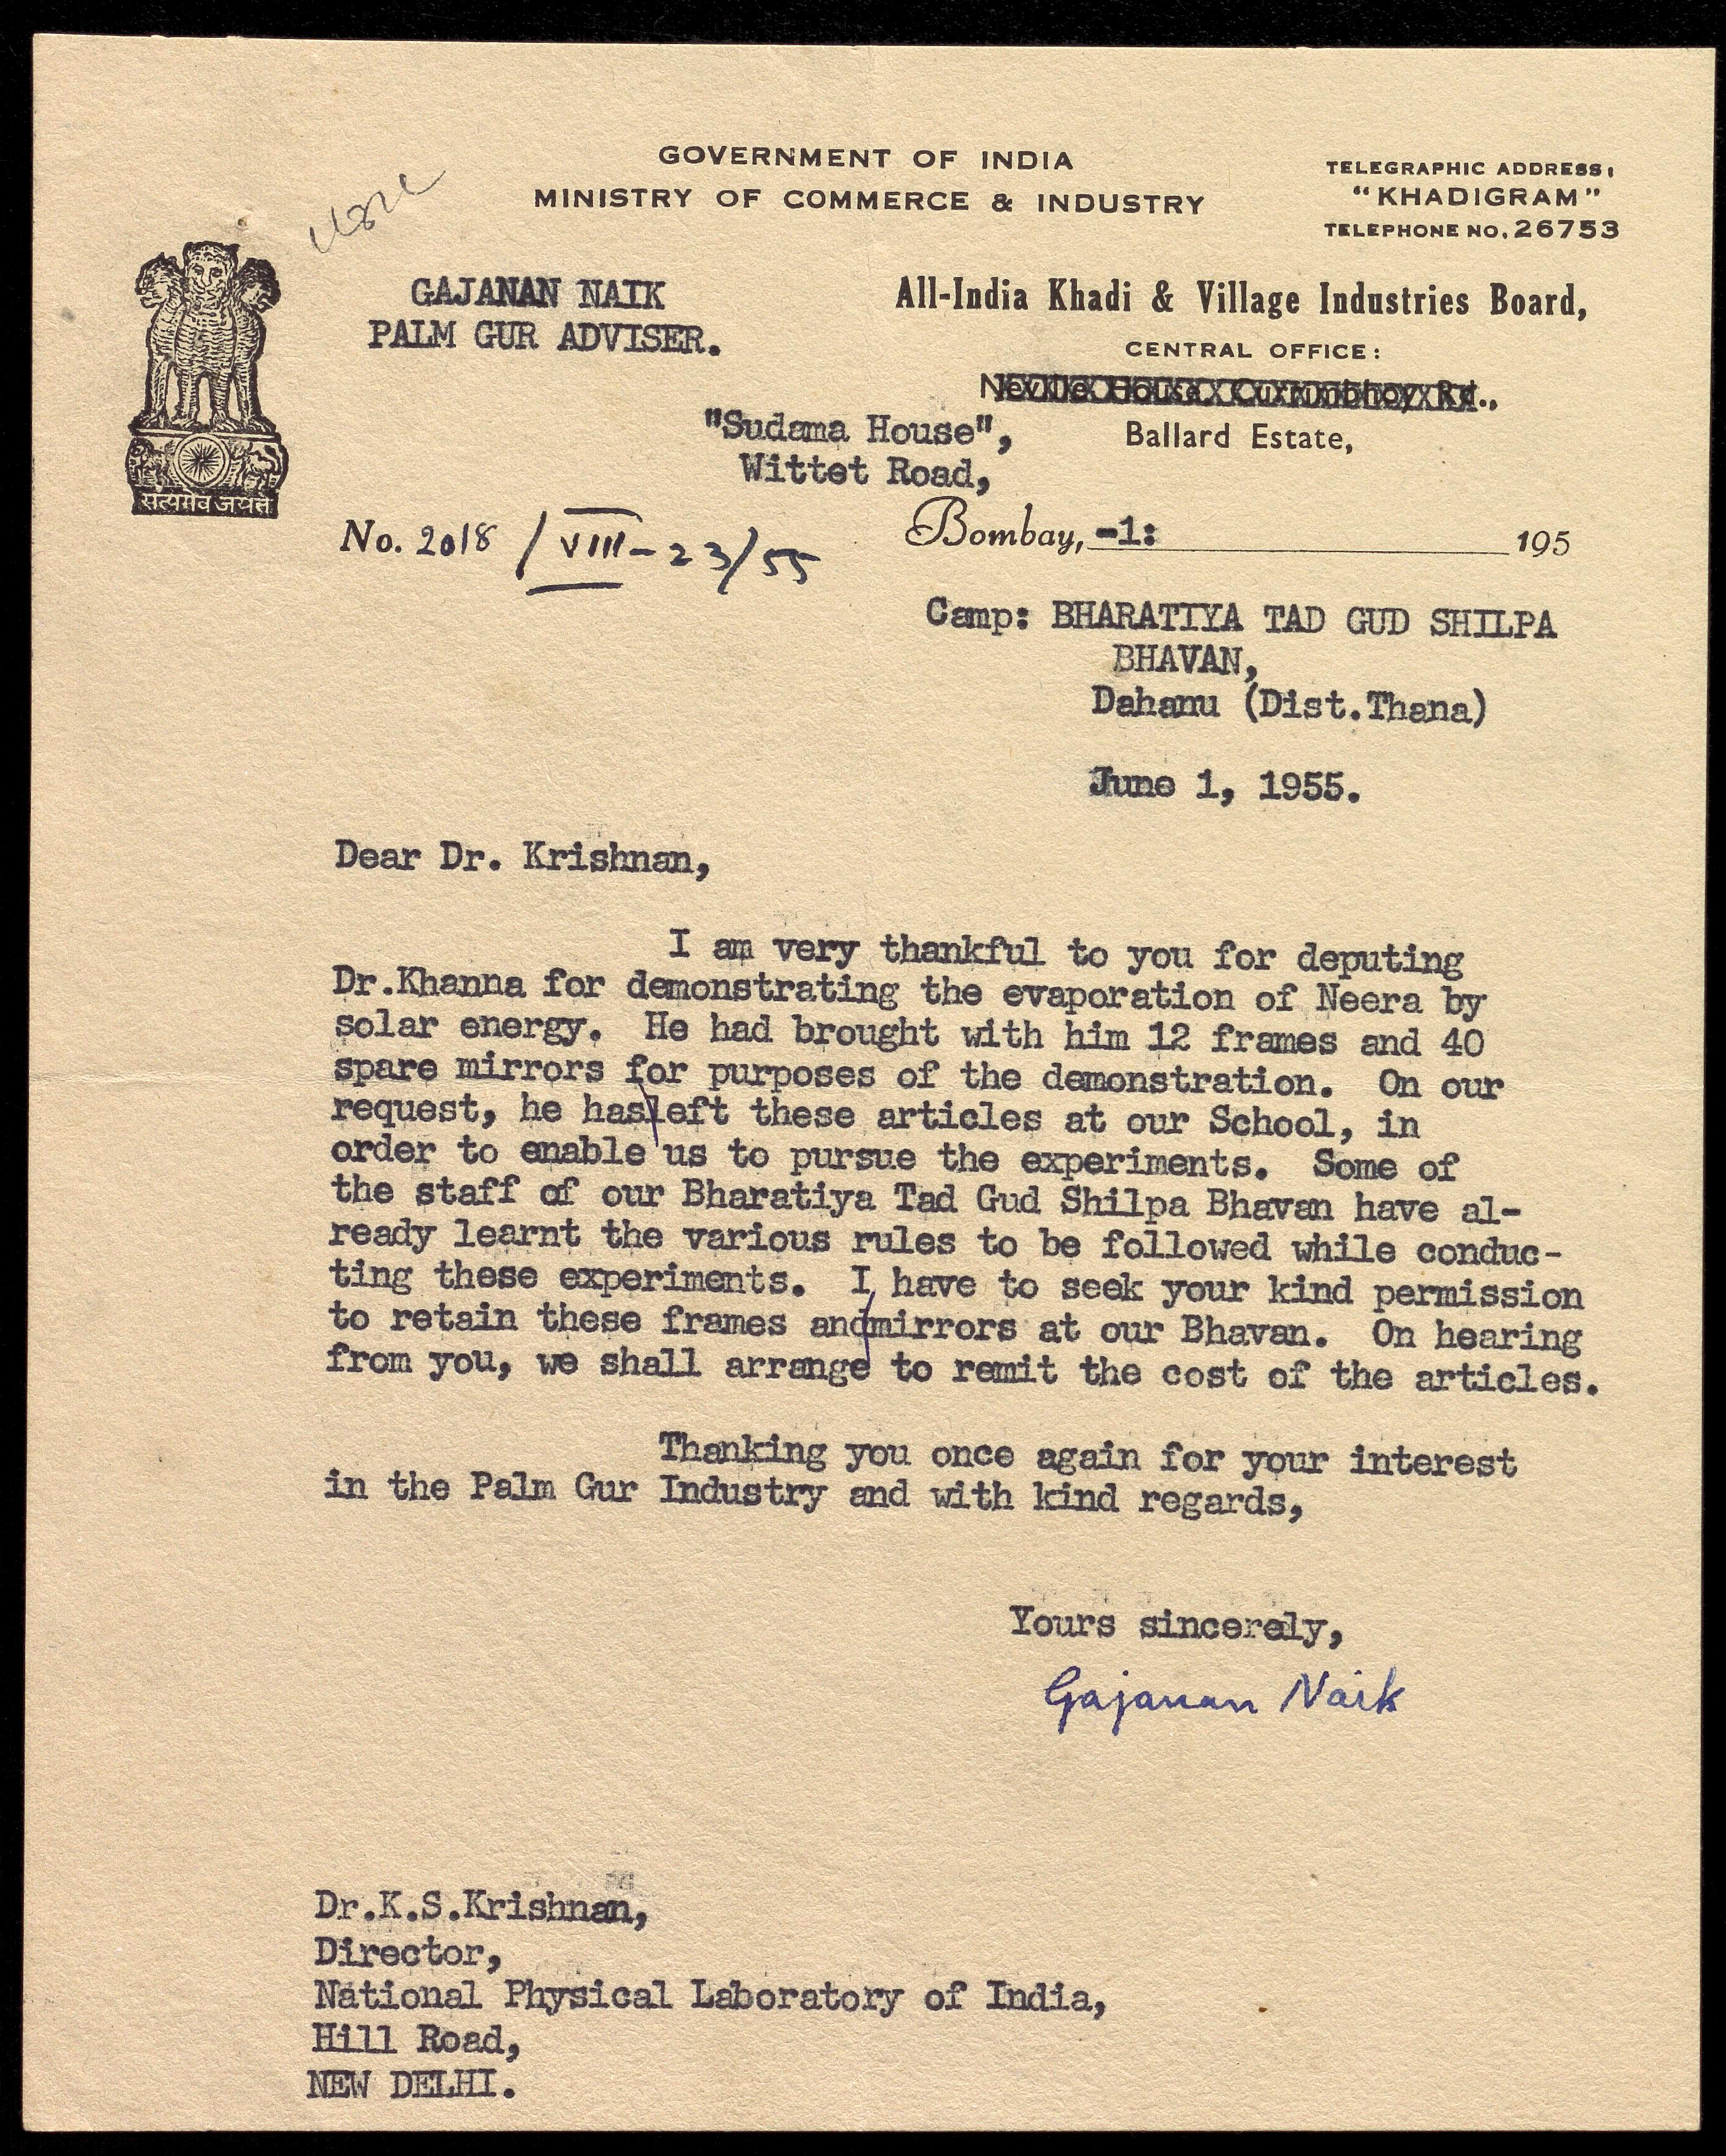 GOVERNMENT OF INDIA
MINISTRY OF COMMERCE & INDUSTRY
TELEGRAPHIC ADDRESS,
"KHADIGRAM"
TELEPHONE NO. 26753
GAJANAN NAIK
PALM GUR ADVISER.
All-India Khadi & Village Industries Board,
CENTRAL OFFICE:
"Sudama House",
Ballard Estate,
Wittet Road,
सत्यमेव जयते
No. 2018 / VIII - 23/55
Bombay, -1: 195
Camp: BHARATIYA TAD GUD SHILPA
BHAVAN,
Dahanu (Dist.Thana)
June 1, 1955.
Dear Dr. Krishnan,
I am very thankful to you for deputing
Dr.Khanna for demonstrating the evaporation of Neera by
solar energy. He had brought with him 12 frames and 40
spare mirrors for purposes of the demonstration. On our
request, he has left these articles at our School, in
order to enable us to pursue the experiments. Some of
the staff of our Bharatiya Tad Gud Shilpa Bhavan have al-
ready learnt the various rules to be followed while conduc-
ting these experiments. I have to seek your kind permission
to retain these frames and mirrors at our Bhavan. On hearing
from you, we shall arrange to remit the cost of the articles.
Thanking you once again for your interest
in the Palm Gur Industry and with kind regards,
Yours sincerely,
Gajanan Naik
Dr.K.S.Krishnan,
Director,
National Physical Laboratory of India,
Hill Road,
NEW DELHI.